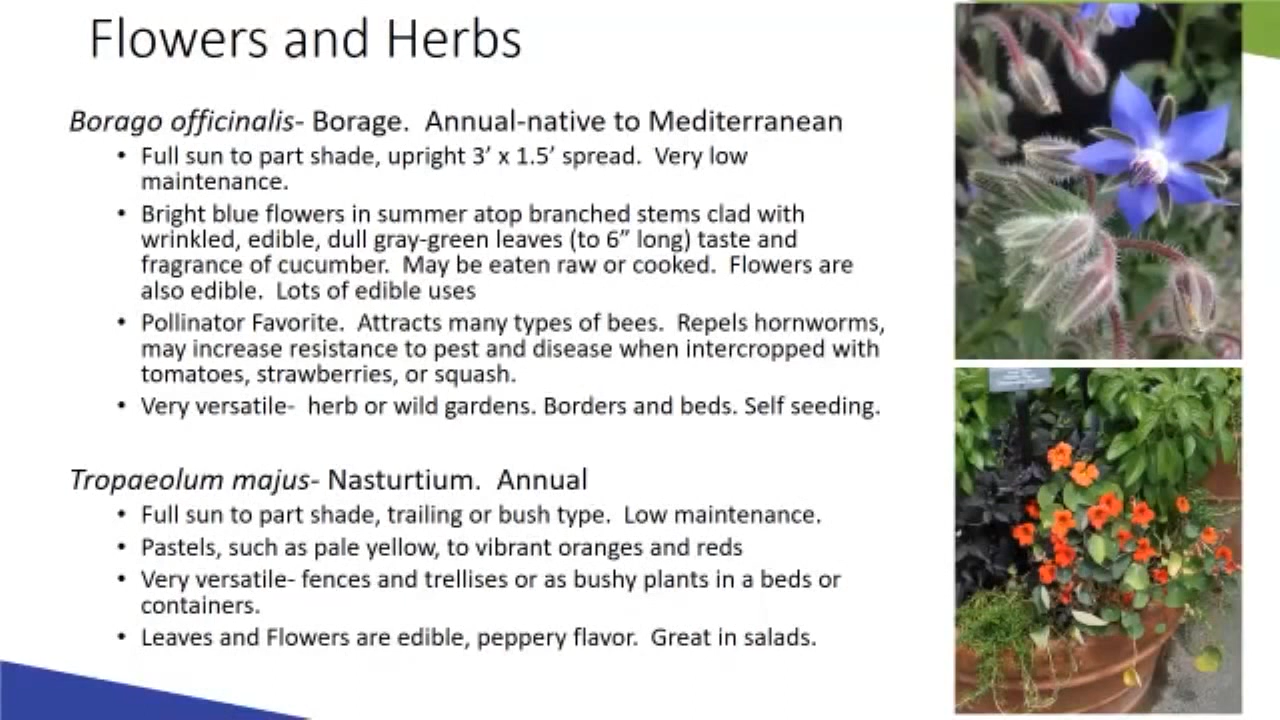 Flowers and Herbs
Borago officinalis- Borage.  Annual-native to Mediterranean
• Full sun to part shade, upright 3’ x 1.5’ spread.  Very low
maintenance.
• Bright blue flowers in summer atop branched stems clad with
wrinkled, edible, dull gray-green leaves (to 6” long) taste and
fragrance of cucumber.  May be eaten raw or cooked.  Flowers are
also edible.  Lots of edible uses
• Pollinator Favorite.  Attracts many types of bees.  Repels hornworms,
may increase resistance to pest and disease when intercropped with
tomatoes, strawberries, or squash.
• Very versatile-  herb or wild gardens. Borders and beds. Self seeding.
Tropaeolum majus- Nasturtium.  Annual
• Full sun to part shade, trailing or bush type.  Low maintenance.
• Pastels, such as pale yellow, to vibrant oranges and reds
• Very versatile- fences and trellises or as bushy plants in a beds or
containers.
• Leaves and Flowers are edible, peppery flavor.  Great in salads.